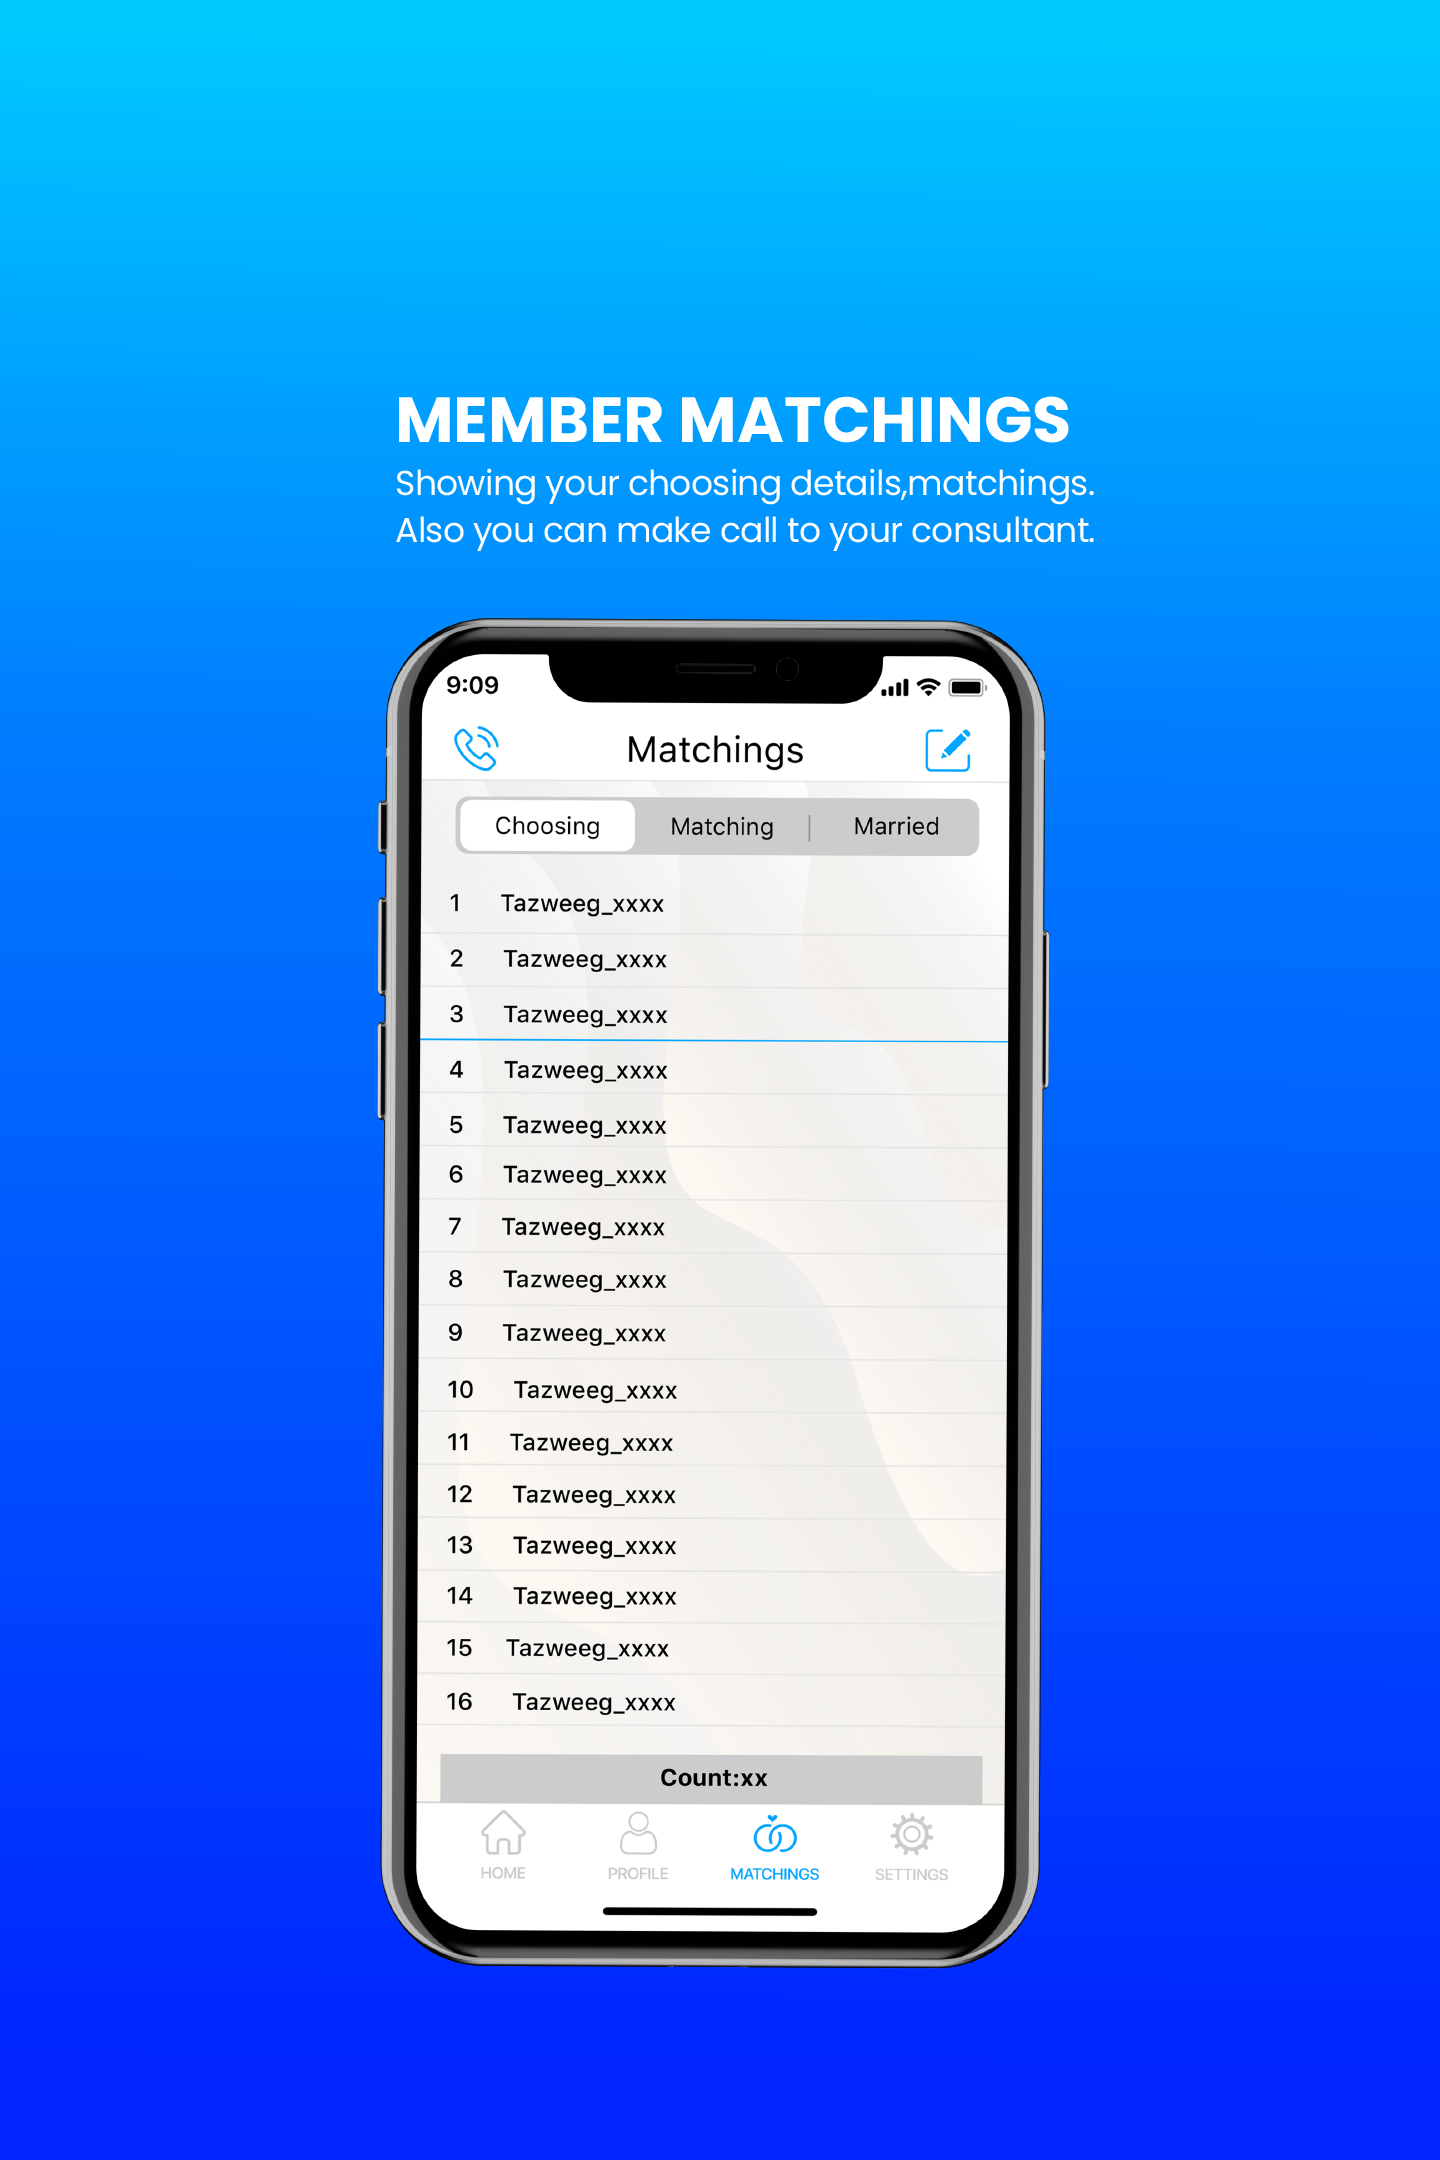 MEMBER MATCHINGS
Showing your choosing details,matchings.
Also you can make call to your consultant.
9:09
Matchings
Choosing Matching Married
1 Tazweeg_xxxx
2 Tazweeg_xxxx
3 Tazweeg_xxxx
4 Tazweeg_xxxx
5 Tazweeg_xxxx
6 Tazweeg_xxxx
7 Tazweeg_xxxx
8 Tazweeg_xxxx
9 Tazweeg_xxxx
10 Tazweeg_xxxx
11 Tazweeg_xxxx
12 Tazweeg_xxxx
13 Tazweeg_xxxx
14 Tazweeg_xxxx
15 Tazweeg_xxxx
16 Tazweeg_xxxx
Count:xx
HOME PROFILE MATCHINGS SETTINGS